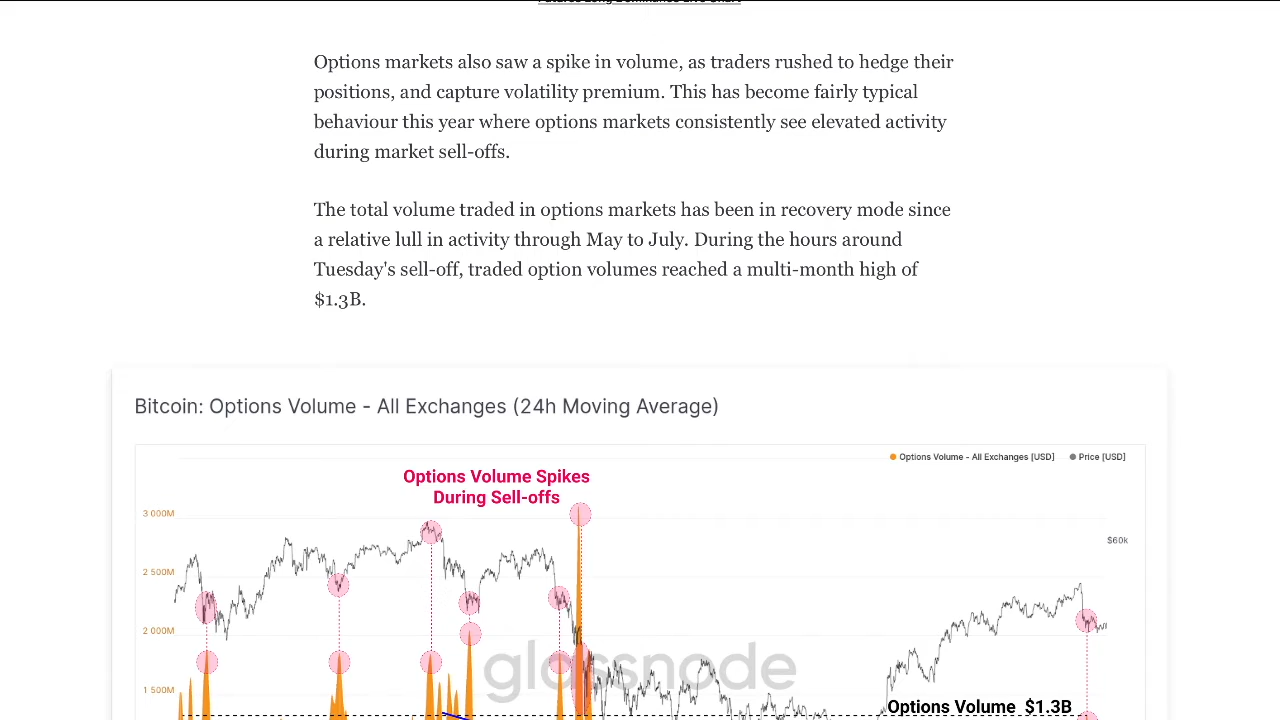 Futures Long Dominance Live Chart
Options markets also saw a spike in volume, as traders rushed to hedge their
positions, and capture volatility premium. This has become fairly typical
behaviour this year where options markets consistently see elevated activity
during market sell-offs.
The total volume traded in options markets has been in recovery mode since
a relative lull in activity through May to July. During the hours around
Tuesday's sell-off, traded option volumes reached a multi-month high of
$1.3B.
Bitcoin: Options Volume - All Exchanges (24h Moving Average)
Options Volume - All Exchanges [USD] Price [USD]
Options Volume Spikes
During Sell-offs
3 000M
$60k
2 500M
2 000M
glassnode
1 500M
Options Volume $1.3B